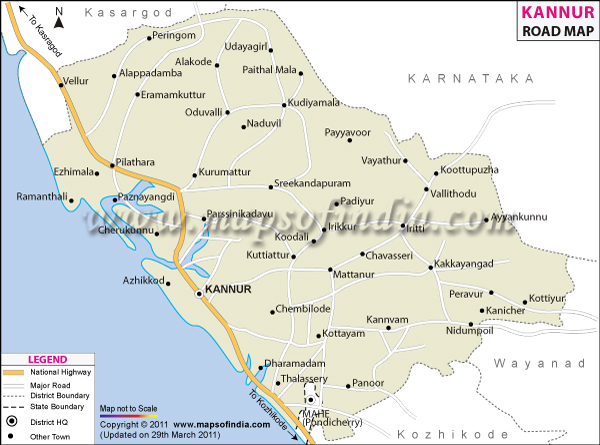 KANNUR
ROAD MAP
To Kasragod
N
Kasargod
Peringom
Udayagiri
Alakode
Paithal Mala
Vellur
Alappadamba
KARNATAKA
Eramamkuttur
Kudiyamala
Oduvalli
Naduvil
Payyavoor
Pilathara
Vayathur
Koottupuzha
Ezhimala
Kurumattur
Sreekandapuram
Vallithodu
Ramanthali
Paznayangdi
Padiyur
www.mapsofindia.com
Parssinikadavu
Ayyankunnu
Cherukunnu
Irikkur
Iritti
Koodali
Kuttiattur
Chavasseri
Mattanur
Kakkayangad
Azhikkod
KANNUR
Peravur
Kottiyur
Chembilode
Kanicher
Kannvam
Nidumpoil
Kottayam
Dharamadam
Wayanad
Thalassery
Panoor
To Kozhikode
MAHE
(Pondicherry)
Kozhikode
LEGEND
National Highway
Major Road
District Boundary
State Boundary
District HQ
Other Town
Map not to Scale
Copyright © 2011 www.mapsofindia.com
(Updated on 29th March 2011)